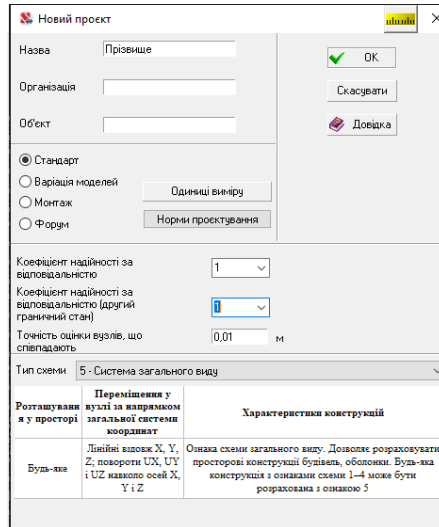 Новий проєкт
Назва
Прізвище
OK
Організація
Скасувати
Об'єкт
Довідка
Стандарт
Варіація моделей
Одиниці виміру
Монтаж
Норми проєктування
Форум
Коефіцієнт надійності за
відповідальністю
1
Коефіцієнт надійності за
відповідальністю (другий
граничний стан)
1
Точність оцінки вузлів, що
співпадають
0,01
м
Тип схеми
5 - Система загального виду
Розташуванн
я у просторі
Переміщення у
вузлі за напрямком
загальної системи
координат
Характеристики конструкцій
Будь-яке
Лінійні вздовж X, Y,
Z; повороти UX, UY
і UZ навколо осей X,
Y і Z
Ознака схеми загального виду. Дозволяє розраховувати
просторові конструкції будівель, оболонки. Будь-яка
конструкція з ознаками схеми 1–4 може бути
розрахована з ознакою 5